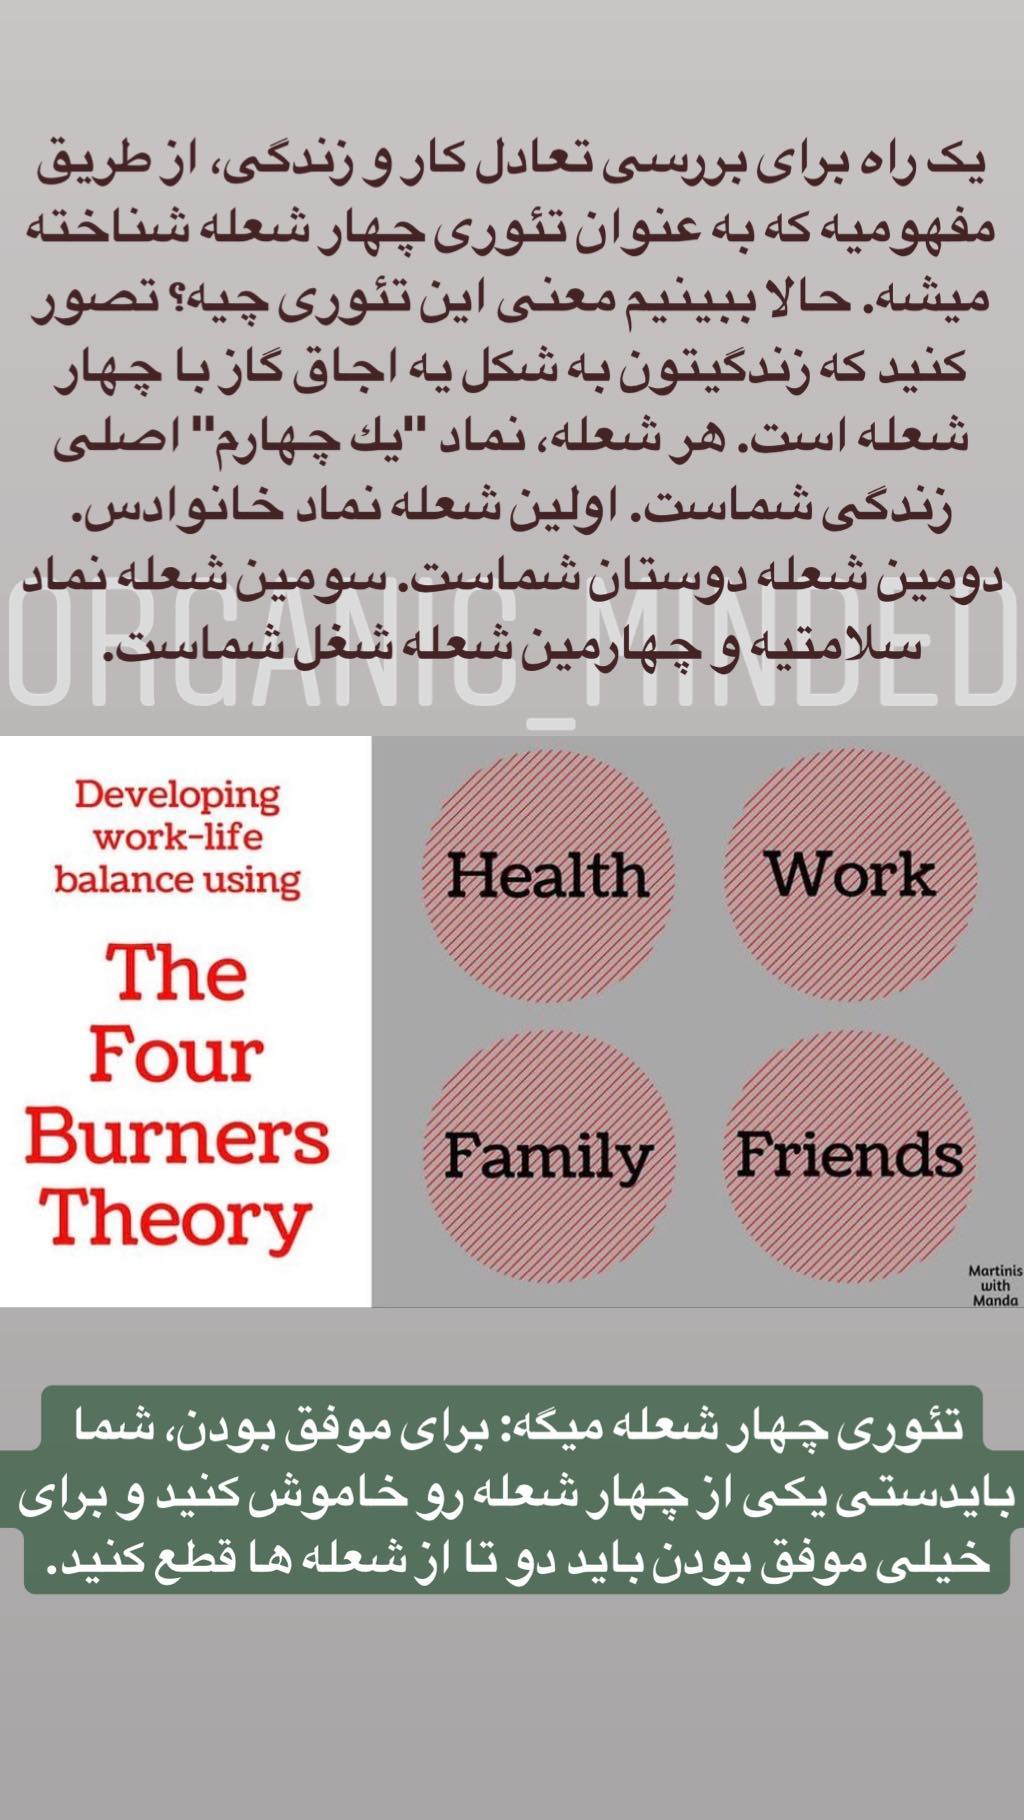 یک راه برای بررسی تعادل کار و زندگی، از طریق
مفهومیه که به عنوان تئوری چهار شعله شناخته
میشه. حالا ببینیم معنی این تئوری چیه؟ تصور
کنید که زندگیتون به شکل یه اجاق گاز با چهار
شعله است. هر شعله، نماد "يك چهارم" اصلی
زندگی شماست. اولین شعله نماد خانوادس.
دومین شعله دوستان شماست. سومین شعله نماد
سلامتیه و چهارمین شعله شغل شماست.
ORGANIC_MINDED
Developing
work-life
balance using
The
Four
Burners
Theory
Health
Work
Family
Friends
Martinis
with
Manda
تئوری چهار شعله میگه: برای موفق بودن، شما
بایدستی یکی از چهار شعله رو خاموش کنید و برای
خیلی موفق بودن باید دو تا از شعله ها قطع کنید.